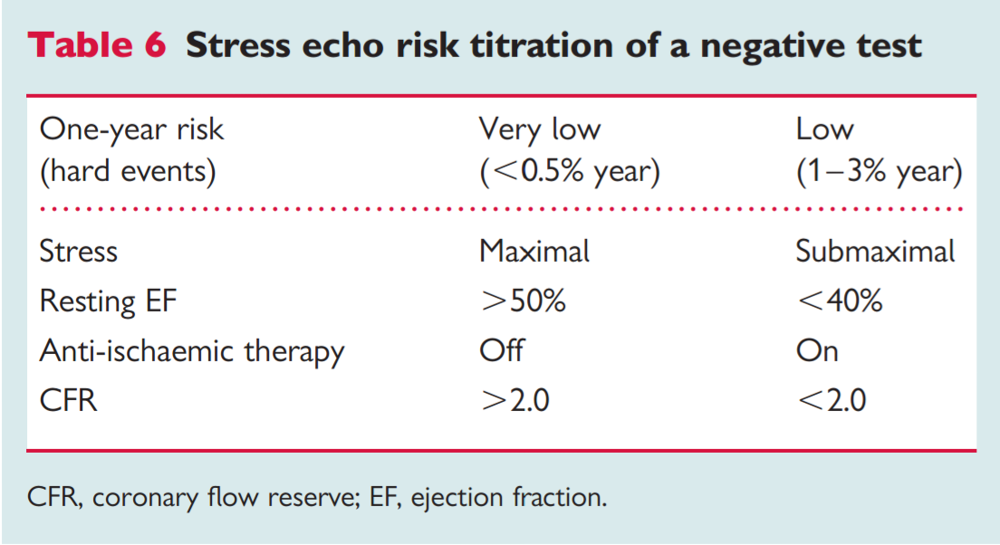 Table 6 Stress echo risk titration of a negative test
One-year risk Very low Low
(hard events) (<0.5% year) (1–3% year)
Stress Maximal Submaximal
Resting EF >50% <40%
Anti-ischaemic therapy Off On
CFR >2.0 <2.0
CFR, coronary flow reserve; EF, ejection fraction.